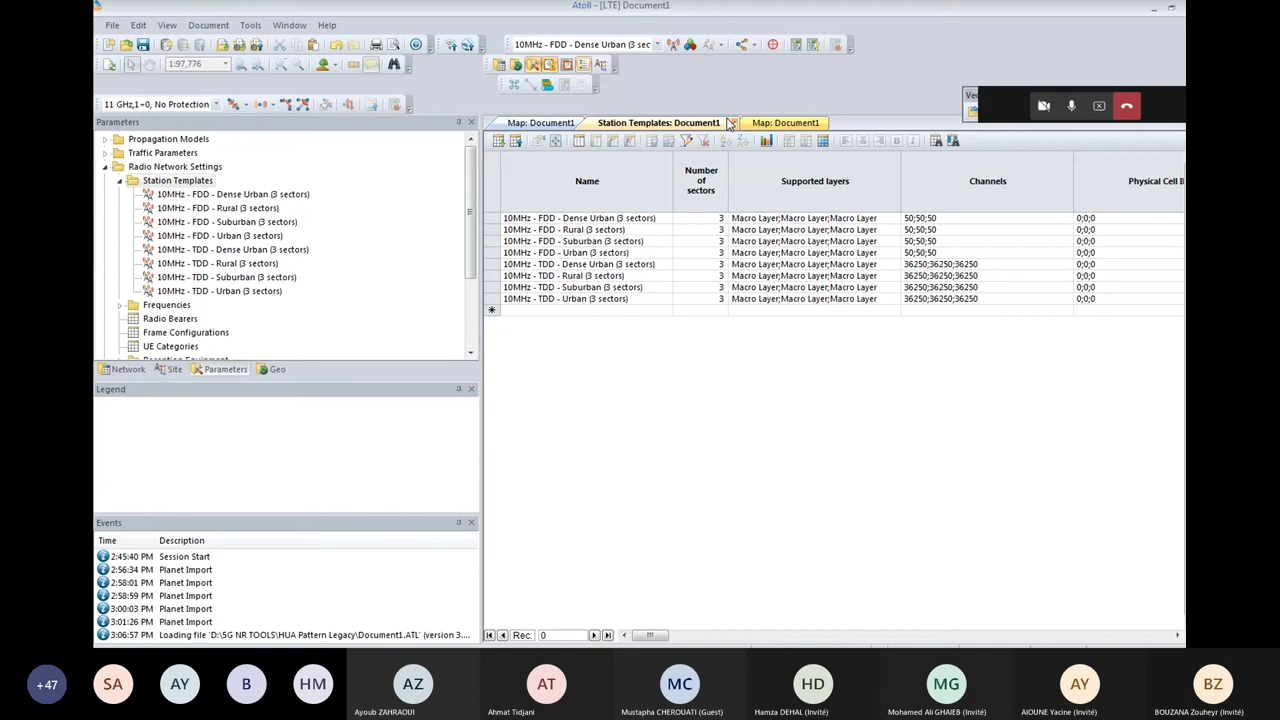 Atoll - [LTE] Document1
File Edit View Document Tools Window Help
10MHz - FDD - Dense Urban (3 sec
1:97,776
11 GHz,1+0, No Protection
Parameters
Propagation Models
Traffic Parameters
Radio Network Settings
Station Templates
10MHz - FDD - Dense Urban (3 sectors)
10MHz - FDD - Rural (3 sectors)
10MHz - FDD - Suburban (3 sectors)
10MHz - FDD - Urban (3 sectors)
10MHz - TDD - Dense Urban (3 sectors)
10MHz - TDD - Rural (3 sectors)
10MHz - TDD - Suburban (3 sectors)
10MHz - TDD - Urban (3 sectors)
Frequencies
Radio Bearers
Frame Configurations
UE Categories
Reception Equipment
Network Site Parameters Geo
Legend
Events
Time Description
2:45:40 PM Session Start
2:56:34 PM Planet Import
2:58:01 PM Planet Import
2:58:59 PM Planet Import
3:00:03 PM Planet Import
3:01:26 PM Planet Import
3:06:57 PM Loading file 'D:\5G NR TOOLS\HUA Pattern Legacy\Document1.ATL' (version 3....
Map: Document1 Station Templates: Document1 Map: Document1
Name Number of sectors Supported layers Channels Physical Cell I
10MHz - FDD - Dense Urban (3 sectors) 3 Macro Layer;Macro Layer;Macro Layer 50;50;50 0;0;0
10MHz - FDD - Rural (3 sectors) 3 Macro Layer;Macro Layer;Macro Layer 50;50;50 0;0;0
10MHz - FDD - Suburban (3 sectors) 3 Macro Layer;Macro Layer;Macro Layer 50;50;50 0;0;0
10MHz - FDD - Urban (3 sectors) 3 Macro Layer;Macro Layer;Macro Layer 50;50;50 0;0;0
10MHz - TDD - Dense Urban (3 sectors) 3 Macro Layer;Macro Layer;Macro Layer 36250;36250;36250 0;0;0
10MHz - TDD - Rural (3 sectors) 3 Macro Layer;Macro Layer;Macro Layer 36250;36250;36250 0;0;0
10MHz - TDD - Suburban (3 sectors) 3 Macro Layer;Macro Layer;Macro Layer 36250;36250;36250 0;0;0
10MHz - TDD - Urban (3 sectors) 3 Macro Layer;Macro Layer;Macro Layer 36250;36250;36250 0;0;0
Rec. 0
Vec
+47 SA AY B HM AZ AT MC HD MG AY BZ
Ayoub ZAHRAOUI Ahmat Tidjani Mustapha CHEROUATI (Guest) Hamza DEHAL (Invité) Mohamed Ali GHAIEB (Invité) AIOUNE Yacine (Invité) BOUZANA Zouheyr (Invité)